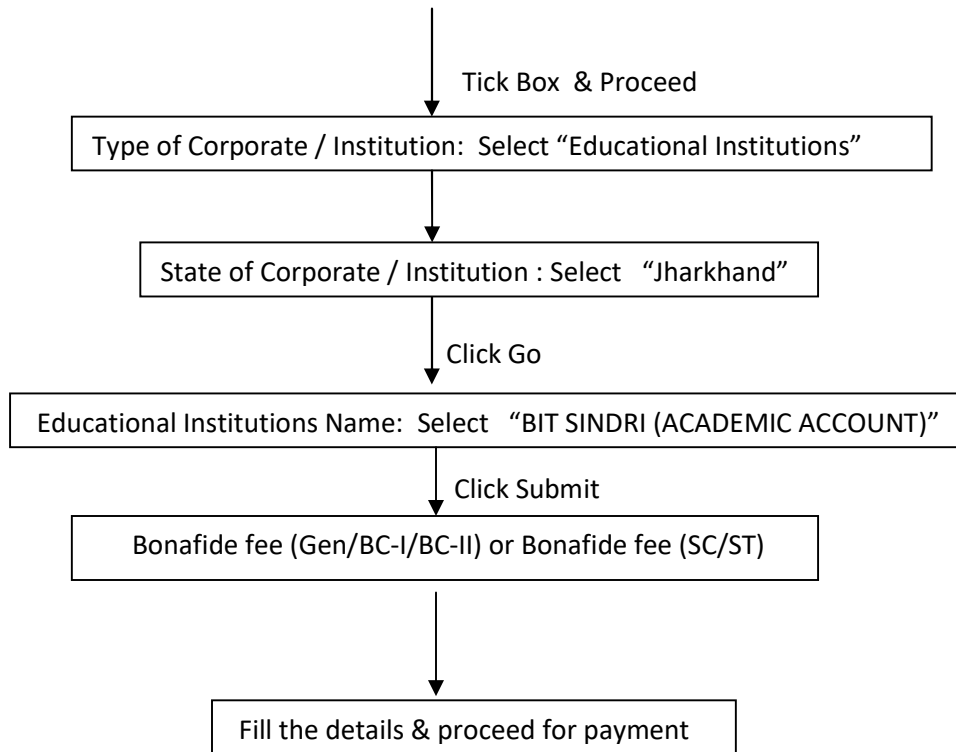 Tick Box & Proceed
Type of Corporate / Institution: Select “Educational Institutions”
State of Corporate / Institution : Select “Jharkhand”
Click Go
Educational Institutions Name: Select “BIT SINDRI (ACADEMIC ACCOUNT)”
Click Submit
Bonafide fee (Gen/BC-I/BC-II) or Bonafide fee (SC/ST)
Fill the details & proceed for payment